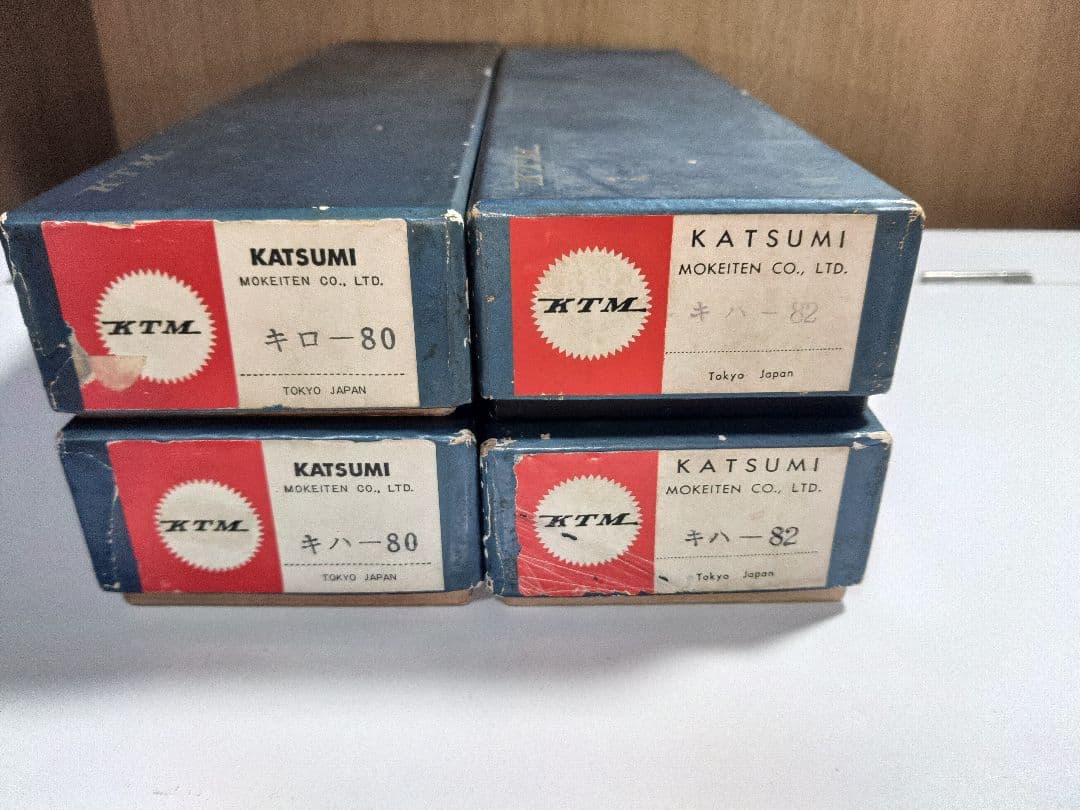 KTM
KTM
KTM
KATSUMI
MOKEITEN CO., LTD.
キロ－80
TOKYO JAPAN
KTM
KATSUMI
MOKEITEN CO., LTD.
キハ－82
Tokyo Japan
KTM
KATSUMI
MOKEITEN CO., LTD.
キハ－80
TOKYO JAPAN
KTM
KATSUMI
MOKEITEN CO., LTD.
キハ－82
Tokyo Japan